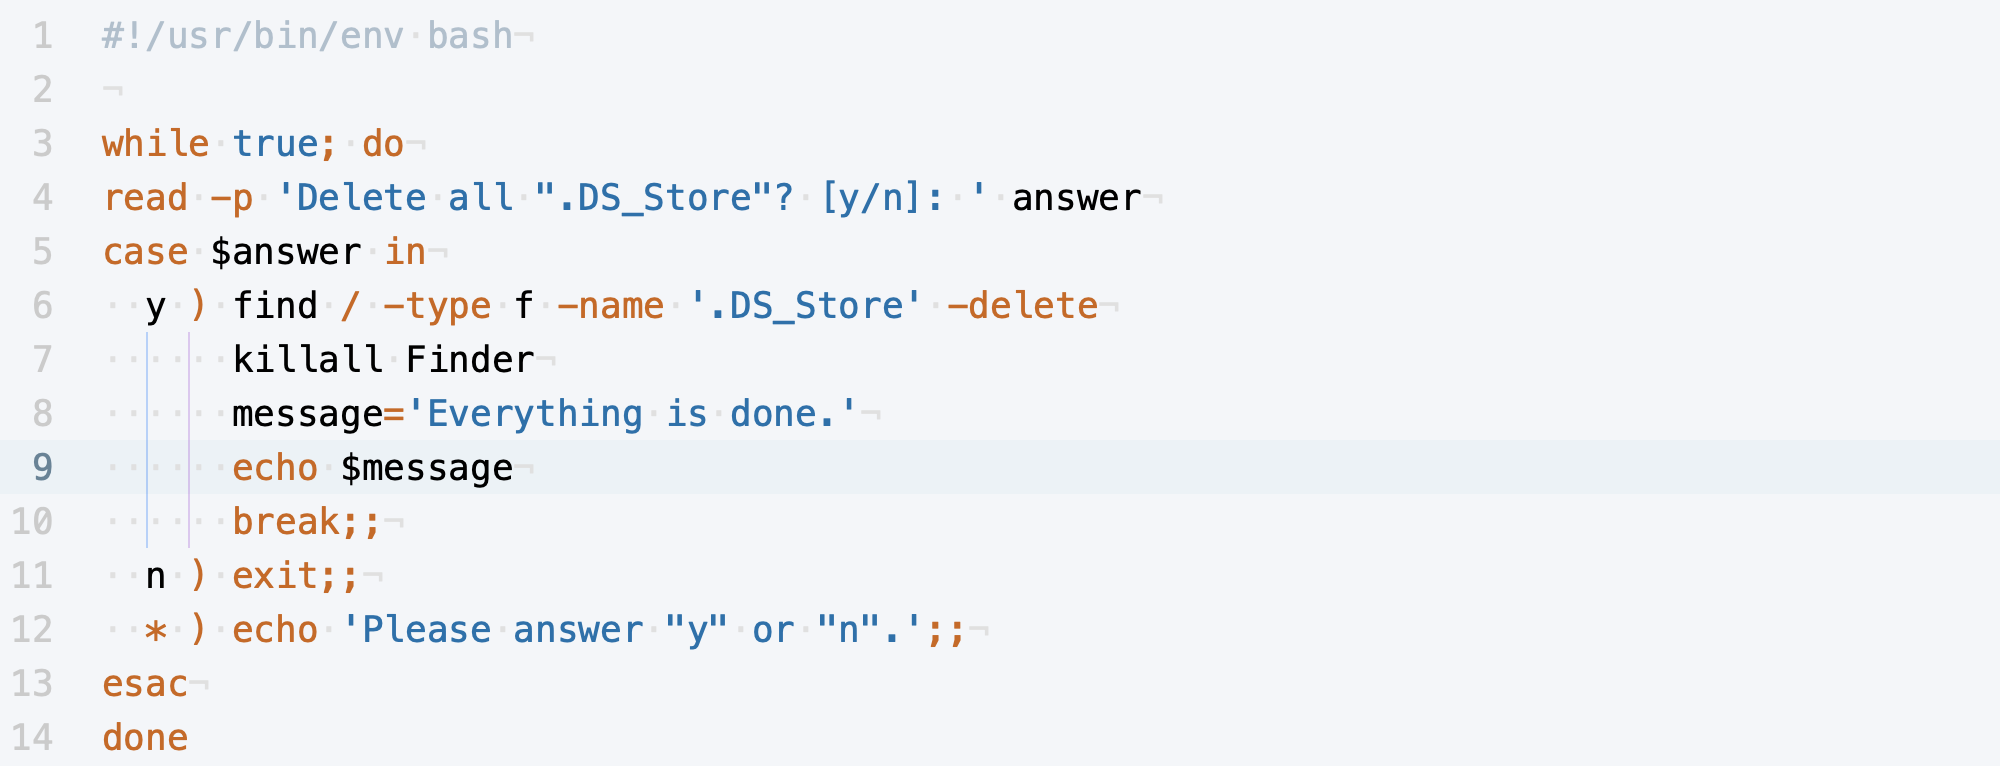 1 #!/usr/bin/env bash¬
2 ¬
3 while true; do¬
4 read -p 'Delete all ".DS_Store"? [y/n]: ' answer¬
5 case $answer in¬
6   y ) find / -type f -name '.DS_Store' -delete¬
7       killall Finder¬
8       message='Everything is done.'¬
9       echo $message¬
10       break;;¬
11   n ) exit;;¬
12   * ) echo 'Please answer "y" or "n".';;¬
13 esac¬
14 done